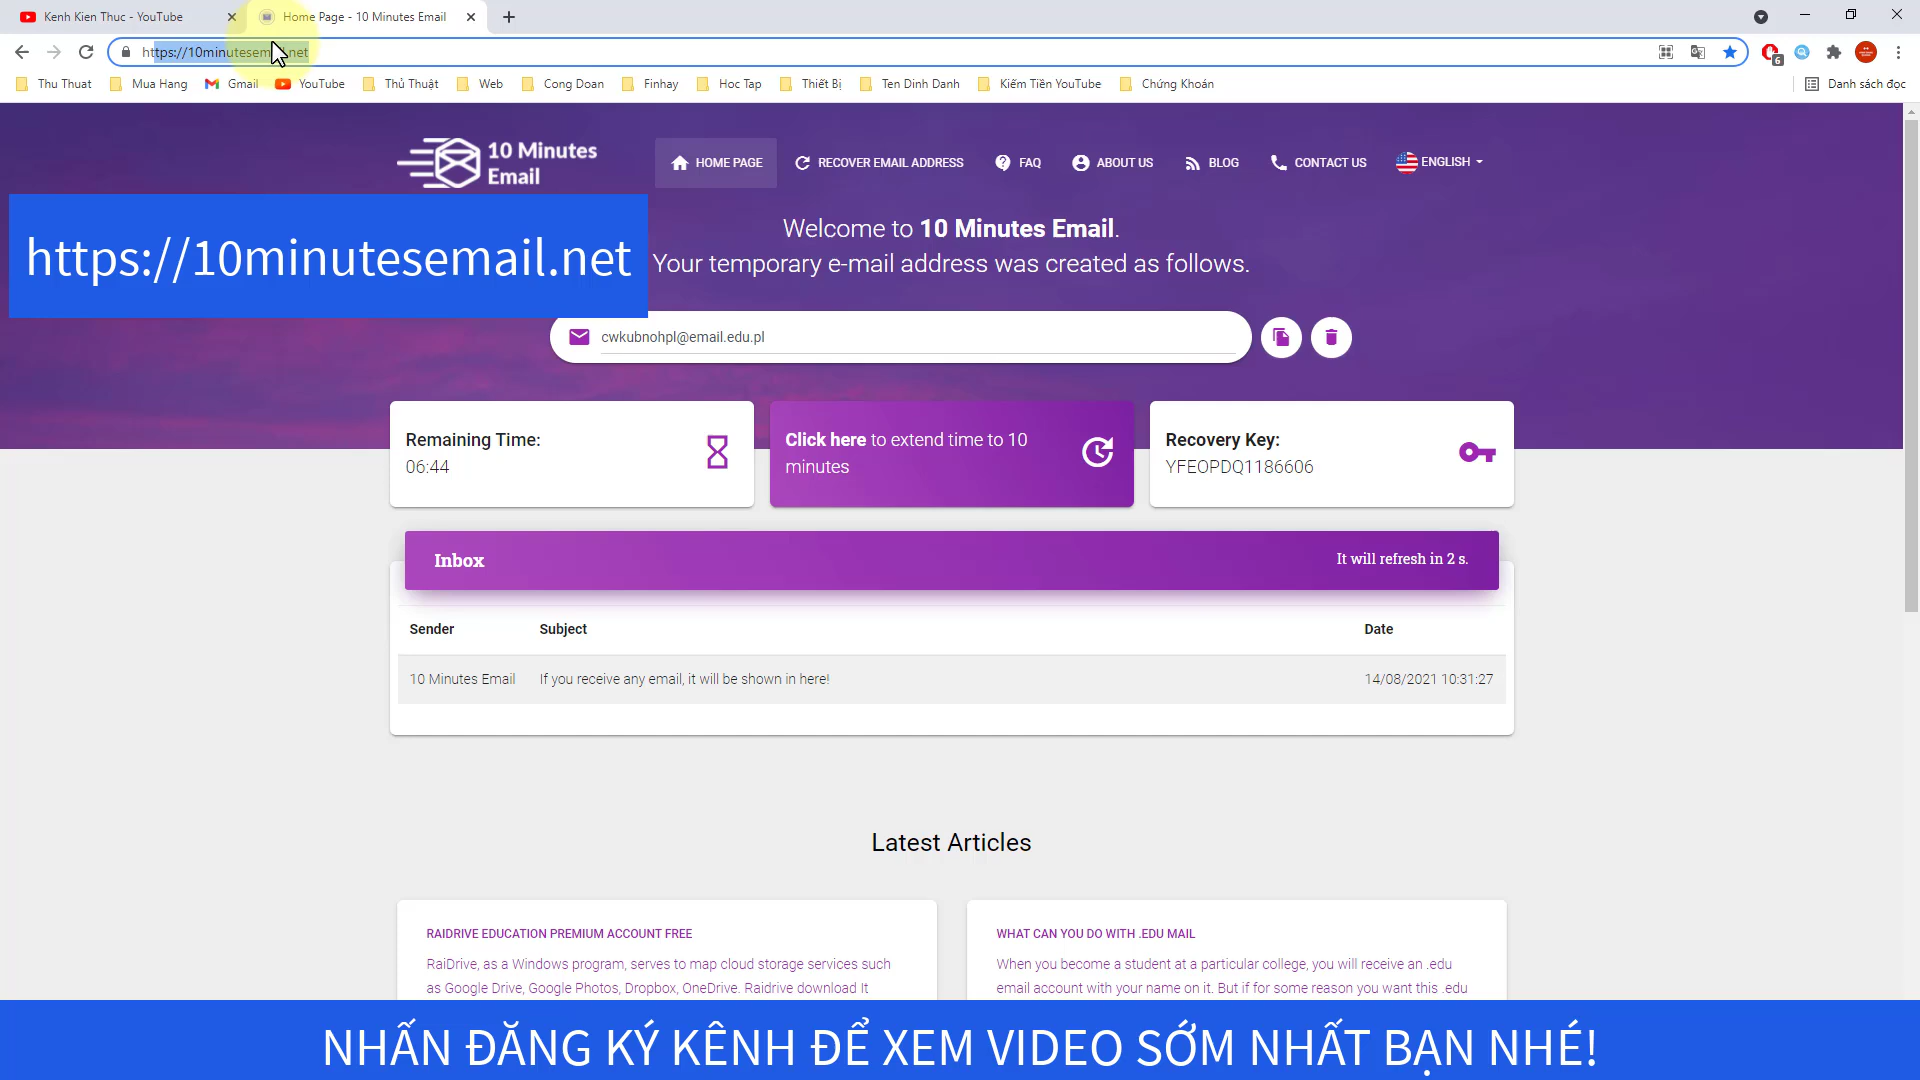 Kenh Kien Thuc - YouTube
Home Page - 10 Minutes Email
Thu Thuat
Mua Hang
Gmail
YouTube
Thủ Thuật
Web
Cong Doan
Finhay
Hoc Tap
Thiết Bị
Ten Dinh Danh
Kiếm Tiền YouTube
Chứng Khoán
Danh sách đọc
6
10 Minutes
Email
HOME PAGE
RECOVER EMAIL ADDRESS
FAQ
ABOUT US
BLOG
CONTACT US
ENGLISH
https://10minutesemail.net
Welcome to 10 Minutes Email.
Your temporary e-mail address was created as follows.
cwkubnohpl@email.edu.pl
Remaining Time:
06:44
Click here to extend time to 10
minutes
Recovery Key:
YFEOPDQ1186606
Inbox
It will refresh in 2 s.
Sender
Subject
Date
10 Minutes Email
If you receive any email, it will be shown in here!
14/08/2021 10:31:27
Latest Articles
RAIDRIVE EDUCATION PREMIUM ACCOUNT FREE
RaiDrive, as a Windows program, serves to map cloud storage services such
as Google Drive, Google Photos, Dropbox, OneDrive. Raidrive download It
WHAT CAN YOU DO WITH .EDU MAIL
When you become a student at a particular college, you will receive an .edu
email account with your name on it. But if for some reason you want this .edu
NHẤN ĐĂNG KÝ KÊNH ĐỂ XEM VIDEO SỚM NHẤT BẠN NHÉ!